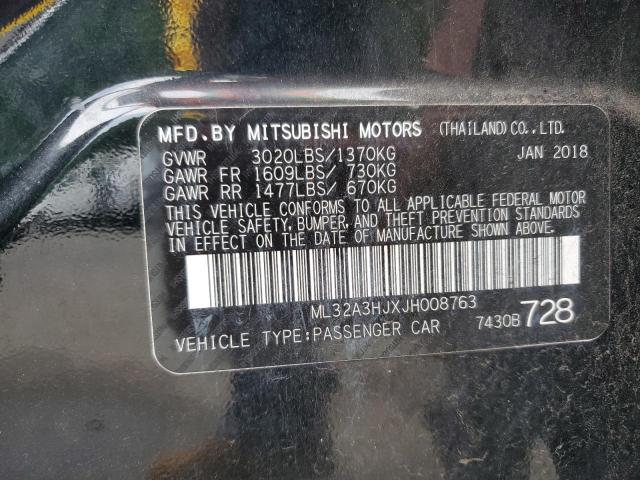 MFD.BY MITSUBISHI MOTORS (THAILAND)CO.,LTD.
GVWR 3020LBS/1370KG JAN 2018
GAWR FR 1609LBS/ 730KG
GAWR RR 1477LBS/ 670KG
THIS VEHICLE CONFORMS TO ALL APPLICABLE FEDERAL MOTOR
VEHICLE SAFETY, BUMPER, AND THEFT PREVENTION STANDARDS
IN EFFECT ON THE DATE OF MANUFACTURE SHOWN ABOVE.
ML32A3HJXJH008763
VEHICLE TYPE:PASSENGER CAR 7430B 728